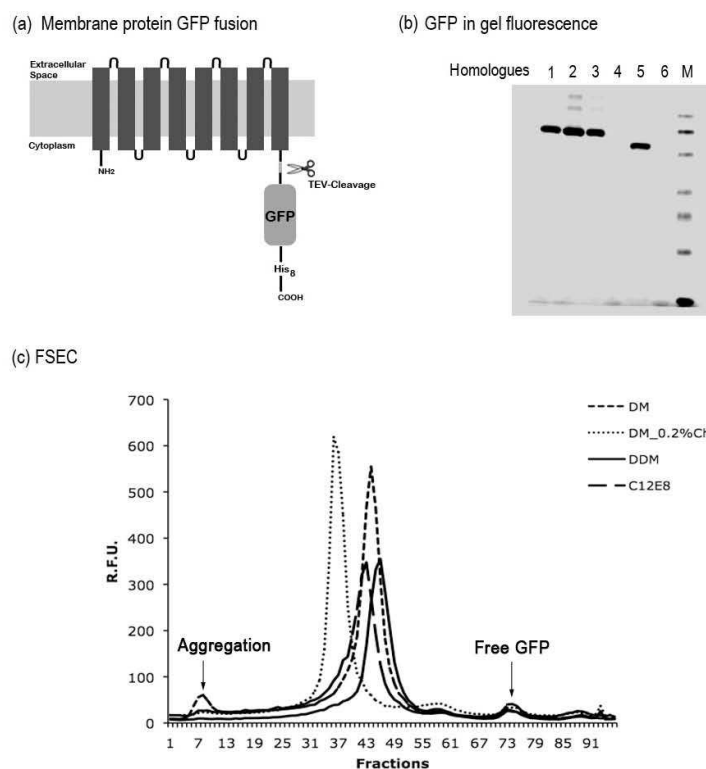 (a) Membrane protein GFP fusion
Extracellular
Space
Cytoplasm
NH2
TEV-Cleavage
GFP
His8
COOH
(b) GFP in gel fluorescence
Homologues 1 2 3 4 5 6 M
(c) FSEC
700
600
500
400
300
200
100
0
R.F.U.
Aggregation
Free GFP
DM
DM_0.2%Ch
DDM
C12E8
1 7 13 19 25 31 37 43 49 55 61 67 73 79 85 91
Fractions